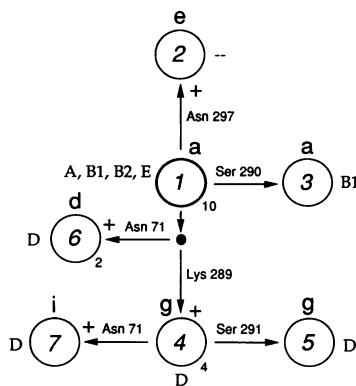 e
2 --
+
Asn 297
a a
A, B1, B2, E 1 Ser 290 3 B1
10
d
D 6 + Asn 71
2
Lys 289
i g + g
D 7 + Asn 71 4 Ser 291 5 D
4
D